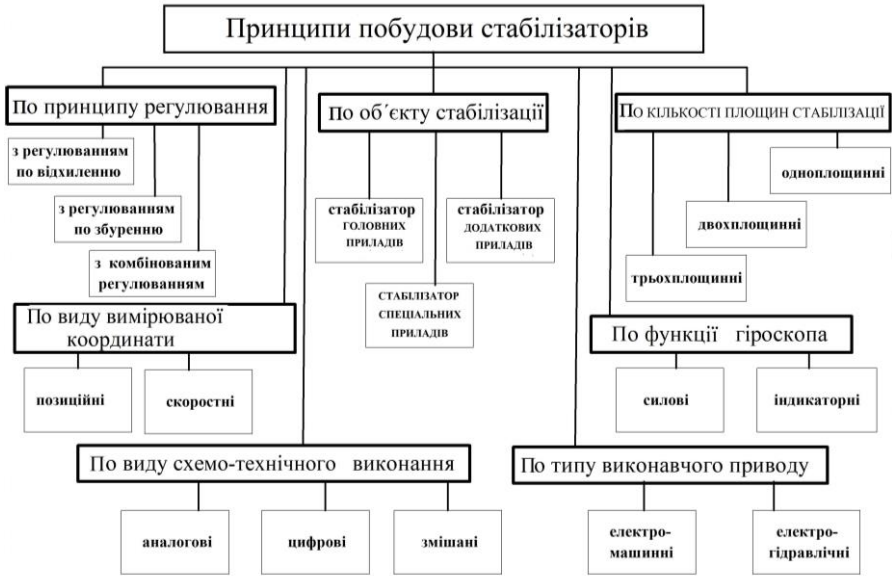 Принципи побудови стабілізаторів
По принципу регулювання
з регулюванням
по відхиленню
з регулюванням
по збуренню
з комбінованим
регулюванням
По об´єкту стабілізації
стабілізатор
ГОЛОВНИХ
ПРИЛАДІВ
стабілізатор
ДОДАТКОВИХ
ПРИЛАДІВ
СТАБІЛІЗАТОР
СПЕШАЛЬНИХ
ПРИЛАДІВ
ПО КІЛЬКОСТІ ПЛОЩИН СТАБІЛІЗАЦІЇ
одноплощинні
двохплощинні
трьохплощинні
По виду вимірюваної
координати
позиційні
скоростні
По функції гіроскопа
силові
індикаторні
По виду схемо-технічного виконання
аналогові
цифрові
змішані
По типу виконавчого приводу
електро-
машинні
електро-
гідравлічні